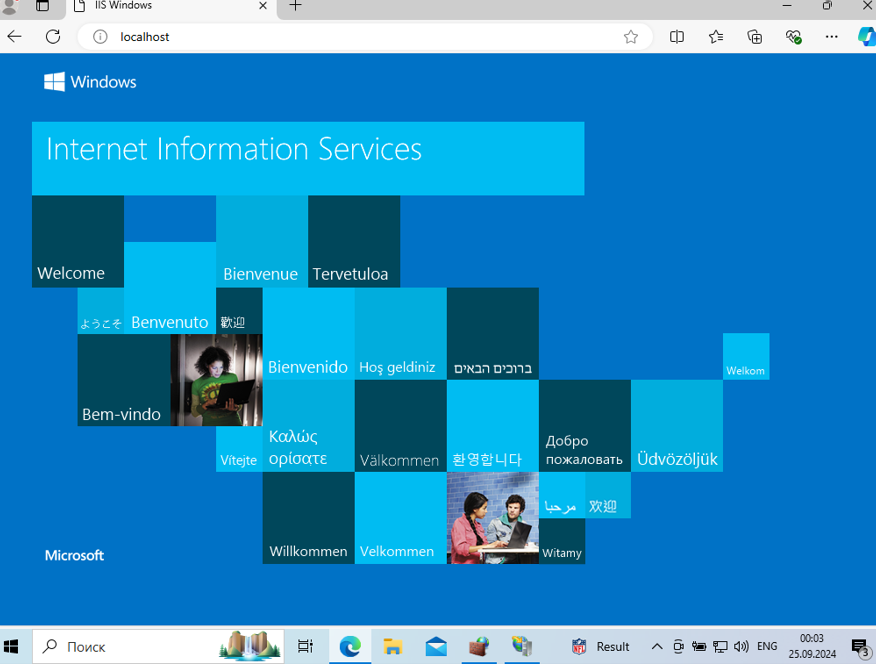 IIS Windows
localhost
Windows
Internet Information Services
Welcome
Bienvenue
Tervetuloa
ようこそ
Benvenuto
歡迎
Bienvenido
Hoş geldiniz
ברוכים הבאים
Welkom
Bem-vindo
Vítejte
Καλώς
ορίσατε
Välkommen
환영합니다
Добро
пожаловать
Üdvözöljük
Willkommen
Velkommen
مرحبا
欢迎
Witamy
Microsoft
Поиск
Result
ENG
00:03
25.09.2024
3